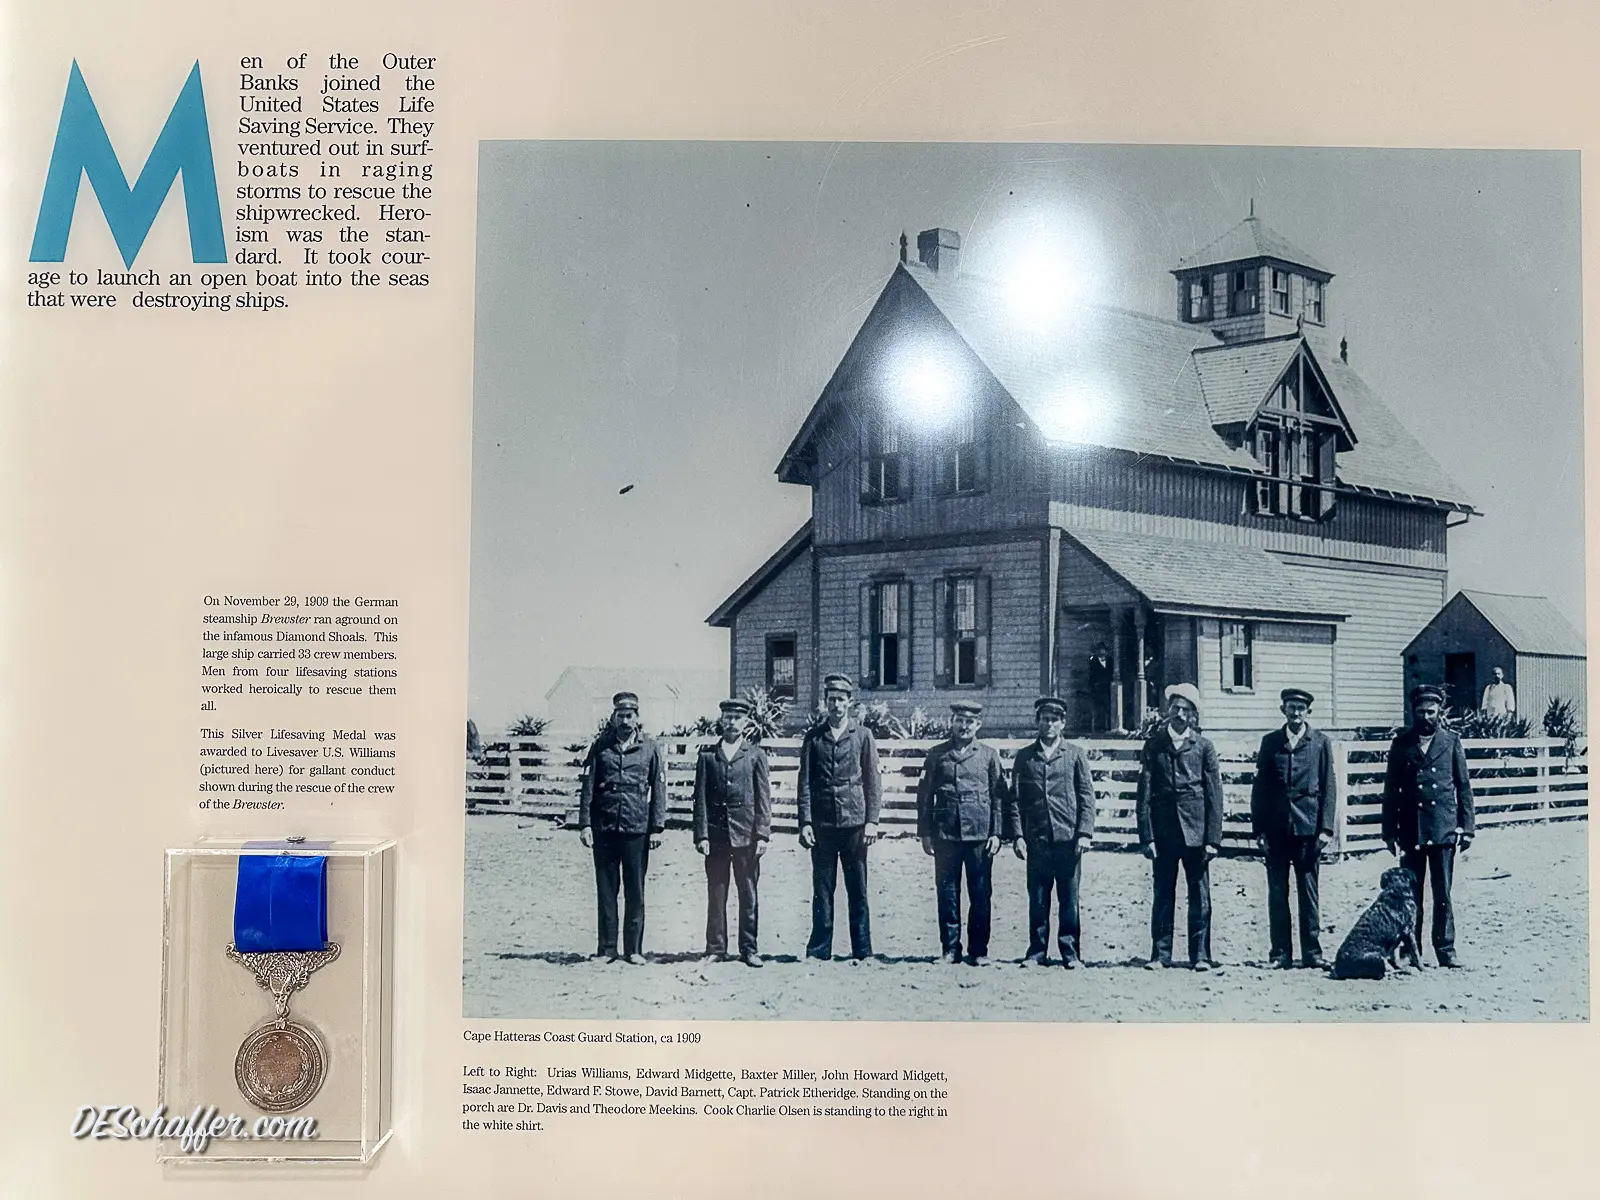 Men of the Outer
Banks joined the
United States Life
Saving Service. They
ventured out in surf-
boats in raging
storms to rescue the
shipwrecked. Hero-
ism was the stan-
dard. It took cour-
age to launch an open boat into the seas
that were destroying ships.
On November 29, 1909 the German
steamship Brewster ran aground on
the infamous Diamond Shoals. This
large ship carried 33 crew members.
Men from four lifesaving stations
worked heroically to rescue them
all.
This Silver Lifesaving Medal was
awarded to Livesaver U.S. Williams
(pictured here) for gallant conduct
shown during the rescue of the crew
of the Brewster.
Cape Hatteras Coast Guard Station, ca 1909
Left to Right: Urias Williams, Edward Midgette, Baxter Miller, John Howard Midgett,
Isaac Jannette, Edward F. Stowe, David Barnett, Capt. Patrick Etheridge. Standing on the
porch are Dr. Davis and Theodore Meekins. Cook Charlie Olsen is standing to the right in
the white shirt.
DESchaffer.com